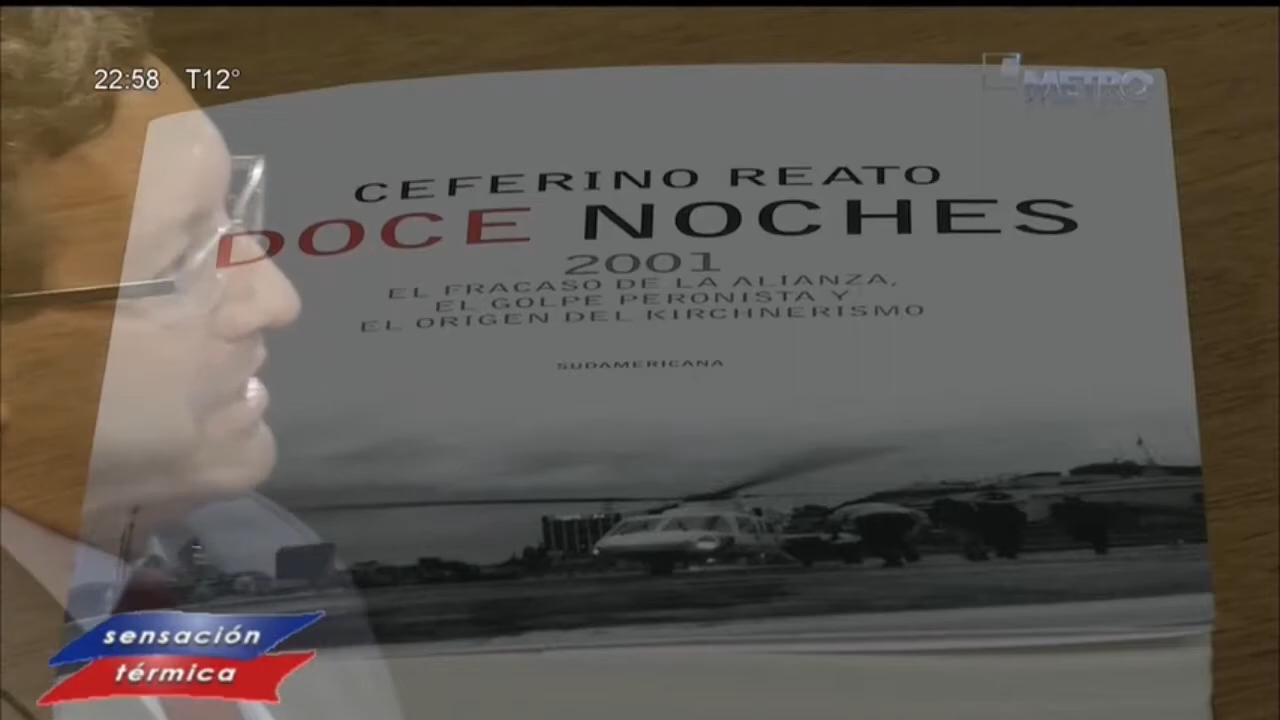 22:58 T12°
METRO
CEFERINO REATO
DOCE NOCHES
2001
EL FRACASO DE LA ALIANZA,
EL GOLPE PERONISTA Y
EL ORIGEN DEL KIRCHNERISMO
SUDAMERICANA
sensación
térmica